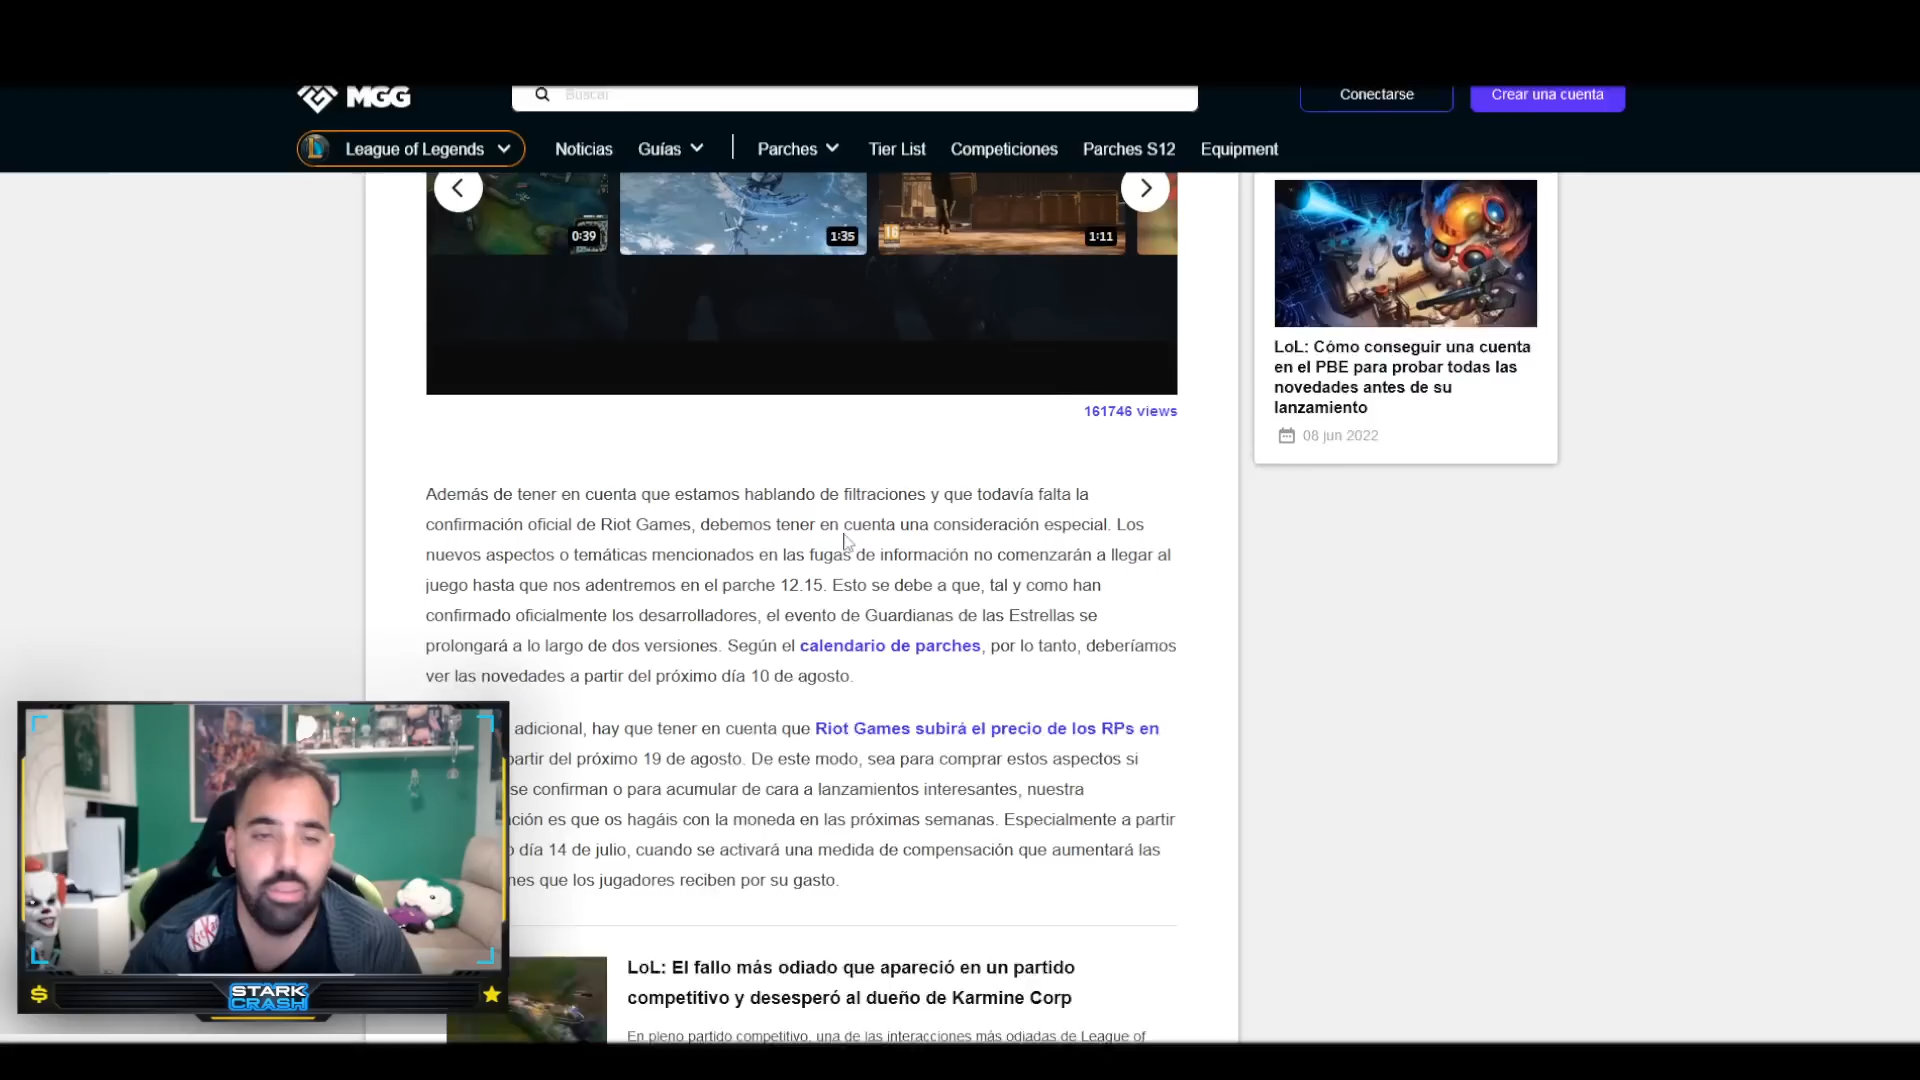 MGG
Buscar
Conectarse
Crear una cuenta
League of Legends
Noticias
Guías
Parches
Tier List
Competiciones
Parches S12
Equipment
0:39
1:35
16
1:11
161746 views
Además de tener en cuenta que estamos hablando de filtraciones y que todavía falta la
confirmación oficial de Riot Games, debemos tener en cuenta una consideración especial. Los
nuevos aspectos o temáticas mencionados en las fugas de información no comenzarán a llegar al
juego hasta que nos adentremos en el parche 12.15. Esto se debe a que, tal y como han
confirmado oficialmente los desarrolladores, el evento de Guardianas de las Estrellas se
prolongará a lo largo de dos versiones. Según el calendario de parches, por lo tanto, deberíamos
ver las novedades a partir del próximo día 10 de agosto.
adicional, hay que tener en cuenta que Riot Games subirá el precio de los RPs en
partir del próximo 19 de agosto. De este modo, sea para comprar estos aspectos si
se confirman o para acumular de cara a lanzamientos interesantes, nuestra
ción es que os hagáis con la moneda en las próximas semanas. Especialmente a partir
día 14 de julio, cuando se activará una medida de compensación que aumentará las
nes que los jugadores reciben por su gasto.
LoL: El fallo más odiado que apareció en un partido
competitivo y desesperó al dueño de Karmine Corp
En pleno partido competitivo, una de las interacciones más odiadas de League of
LoL: Cómo conseguir una cuenta
en el PBE para probar todas las
novedades antes de su
lanzamiento
08 jun 2022
KitKat
$
STARK
CRASH